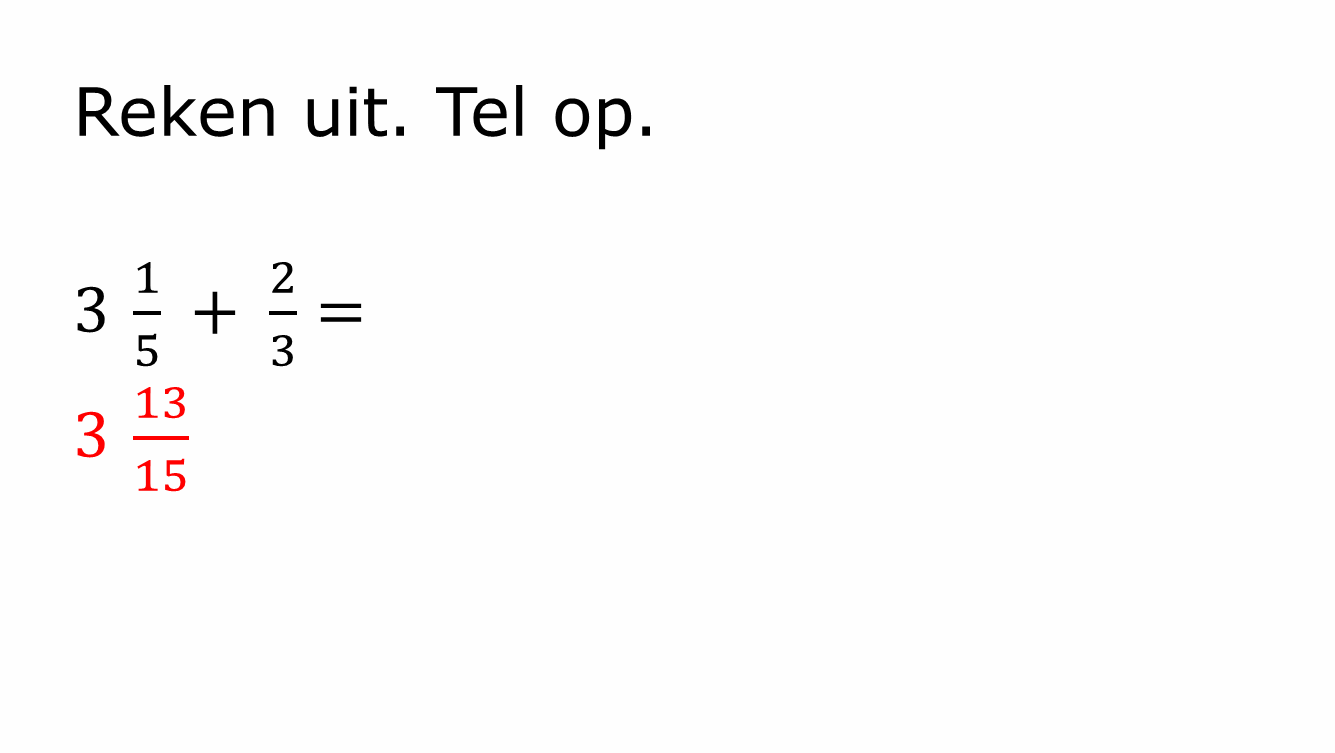 Reken uit. Tel op.
3 1/5 + 2/3 =
3 13/15